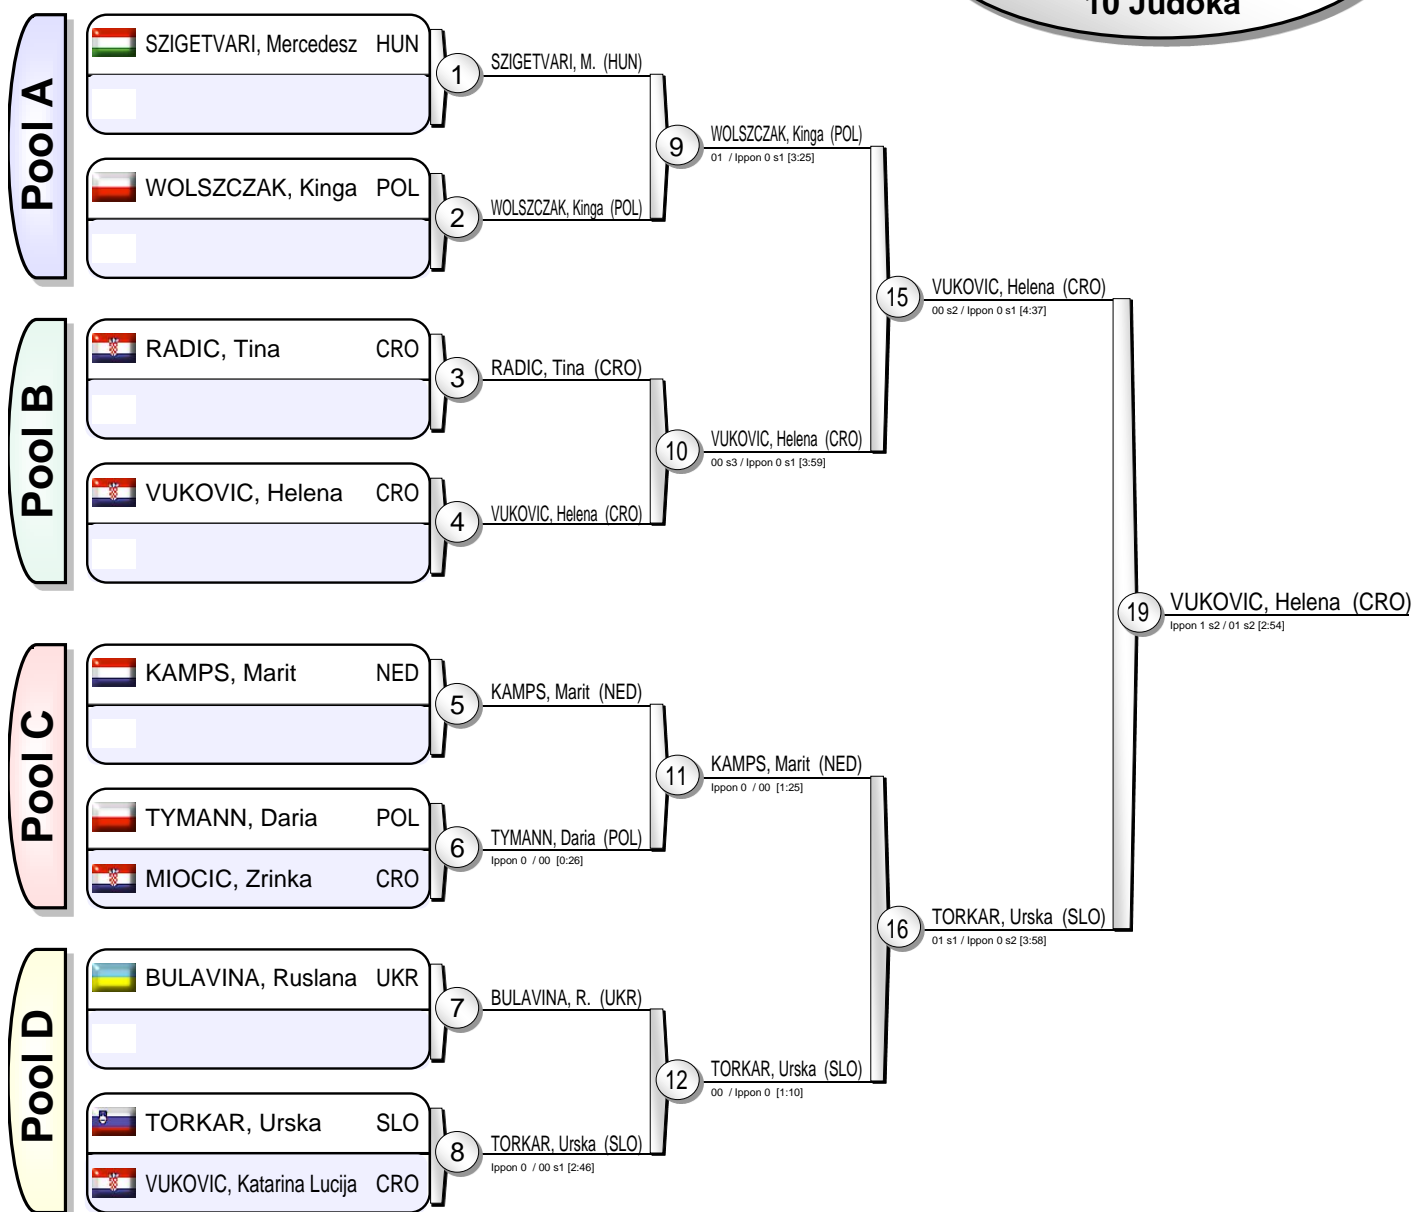 10 Judoka
Pool A
SZIGETVARI, Mercedesz HUN
WOLSZCZAK, Kinga POL
Pool B
RADIC, Tina CRO
VUKOVIC, Helena CRO
Pool C
KAMPS, Marit NED
TYMANN, Daria POL
MIOCIC, Zrinka CRO
Pool D
BULAVINA, Ruslana UKR
TORKAR, Urska SLO
VUKOVIC, Katarina Lucija CRO
1
SZIGETVARI, M. (HUN)
2
WOLSZCZAK, Kinga (POL)
3
RADIC, Tina (CRO)
4
VUKOVIC, Helena (CRO)
5
KAMPS, Marit (NED)
6
TYMANN, Daria (POL)
Ippon 0 / 00 [0:26]
7
BULAVINA, R. (UKR)
8
TORKAR, Urska (SLO)
Ippon 0 / 00 s1 [2:46]
9
WOLSZCZAK, Kinga (POL)
01 / Ippon 0 s1 [3:25]
10
VUKOVIC, Helena (CRO)
00 s3 / Ippon 0 s1 [3:59]
11
KAMPS, Marit (NED)
Ippon 0 / 00 [1:25]
12
TORKAR, Urska (SLO)
00 / Ippon 0 [1:10]
15
VUKOVIC, Helena (CRO)
00 s2 / Ippon 0 s1 [4:37]
16
TORKAR, Urska (SLO)
01 s1 / Ippon 0 s2 [3:58]
19
VUKOVIC, Helena (CRO)
Ippon 1 s2 / 01 s2 [2:54]